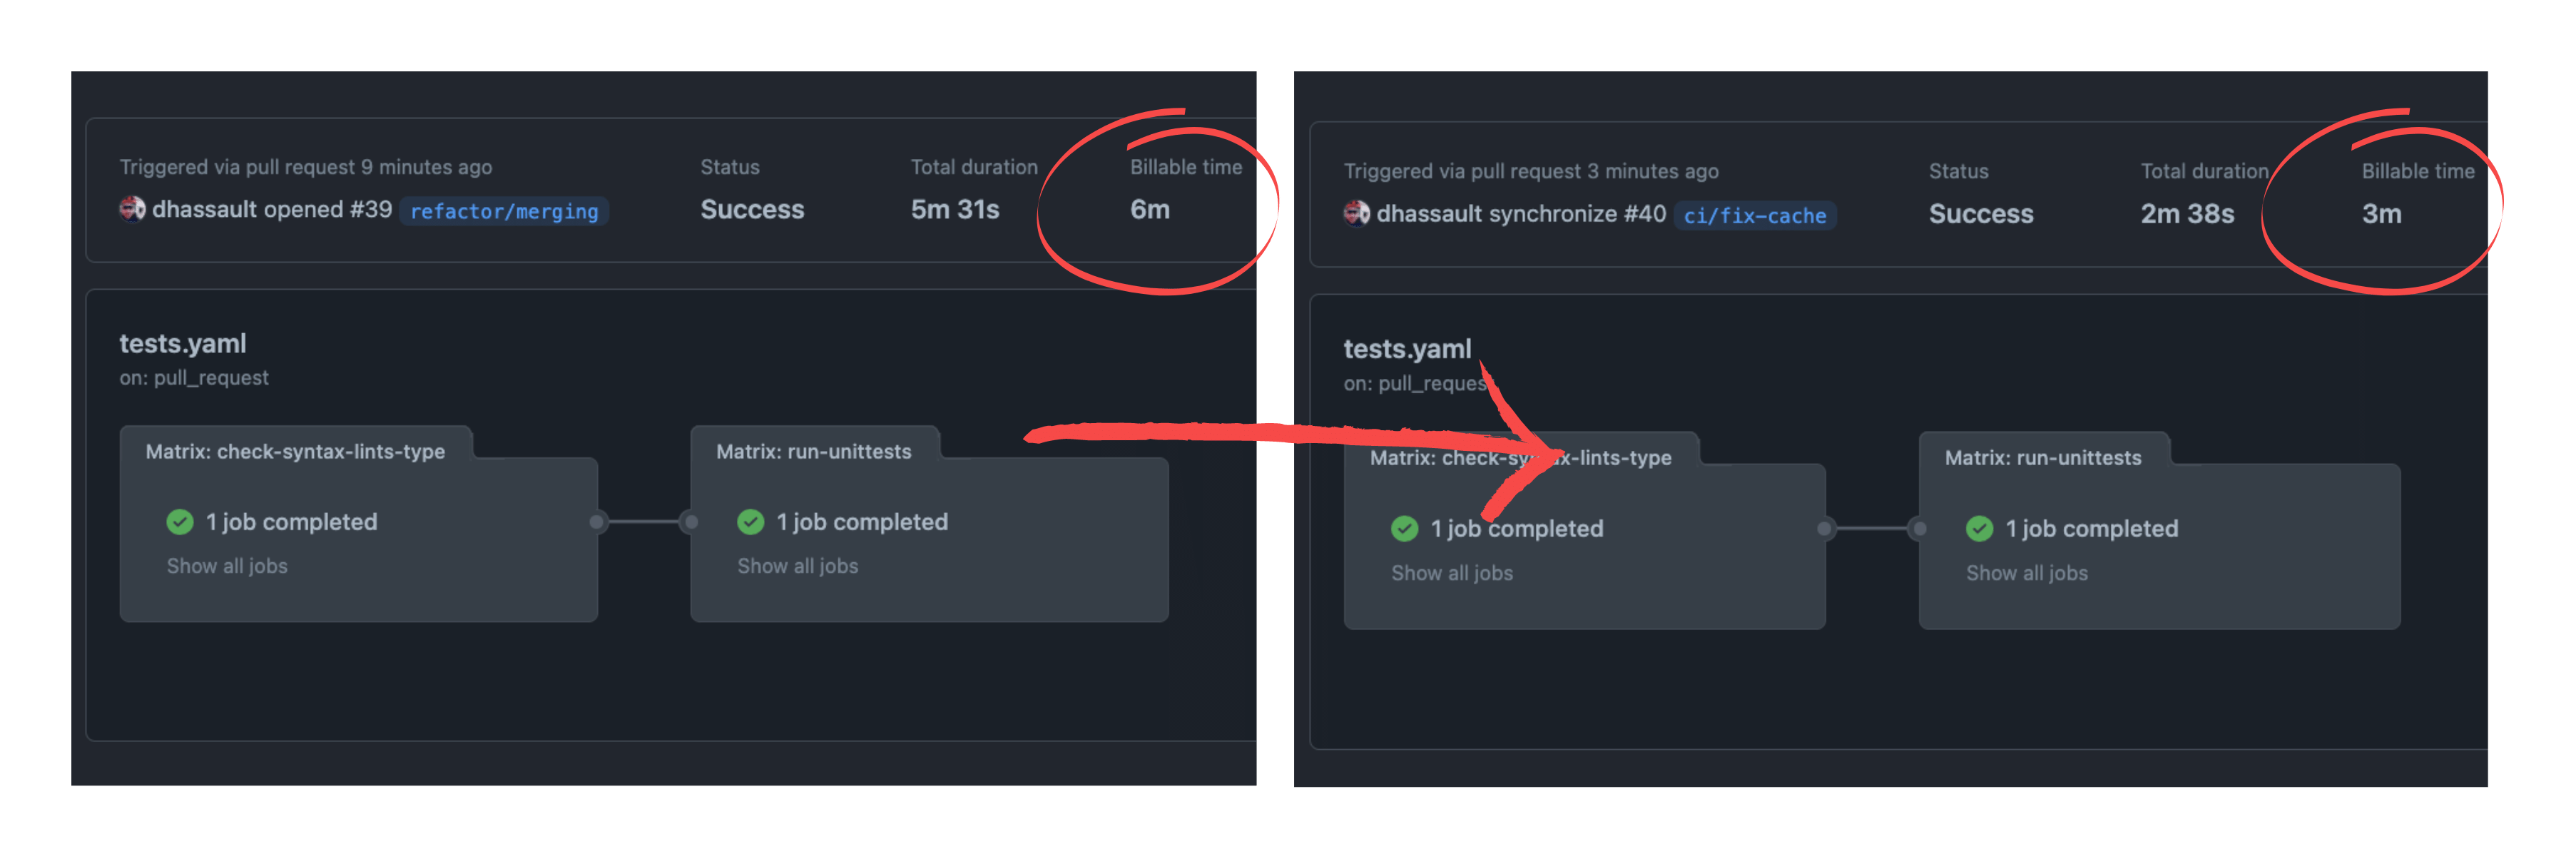 Triggered via pull request 9 minutes ago
Status
Total duration
Billable time
dhassault opened #39 refactor/merging
Success
5m 31s
6m
tests.yaml
on: pull_request
Matrix: check-syntax-lints-type
Matrix: run-unittests
1 job completed
1 job completed
Show all jobs
Show all jobs
Triggered via pull request 3 minutes ago
Status
Total duration
Billable time
dhassault synchronize #40 ci/fix-cache
Success
2m 38s
3m
tests.yaml
on: pull_request
Matrix: check-syntax-lints-type
Matrix: run-unittests
1 job completed
1 job completed
Show all jobs
Show all jobs